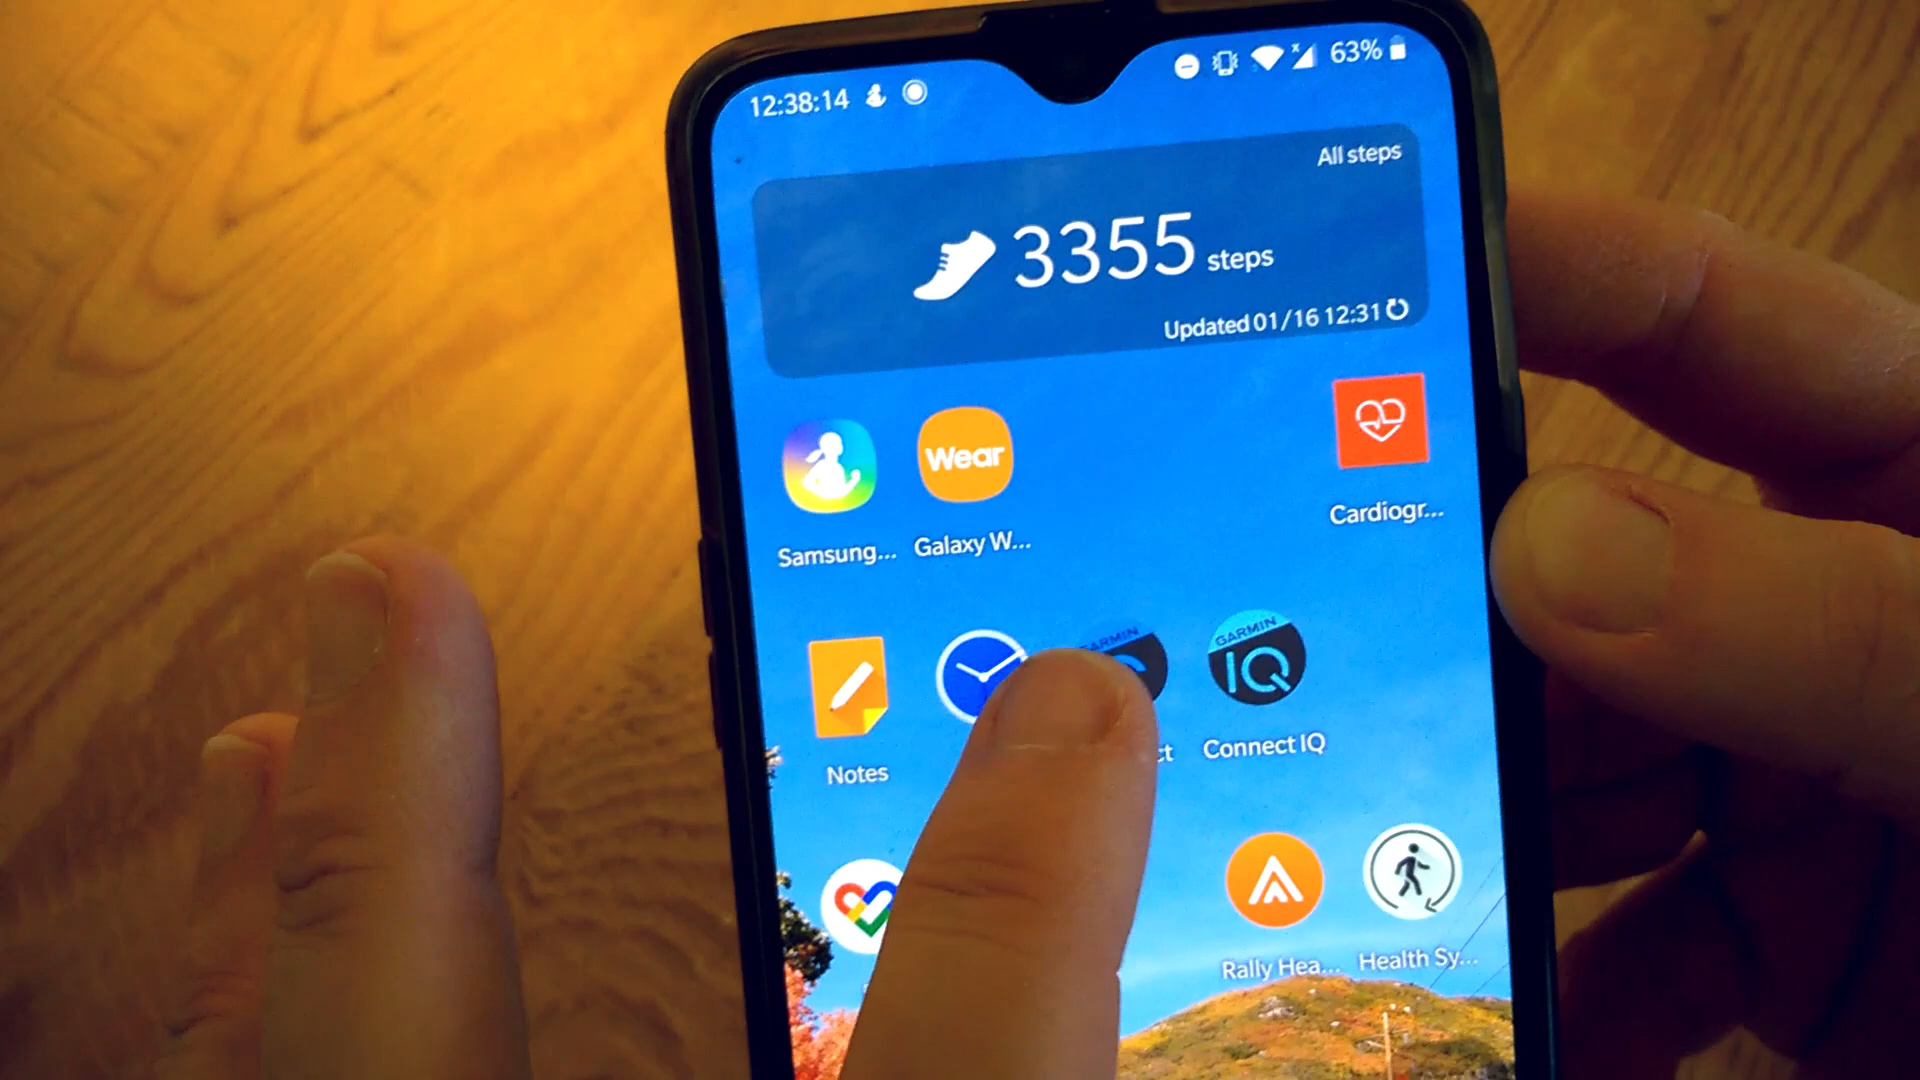 12:38:14
63%
All steps
3355 steps
Updated 01/16 12:31
Wear
Samsung...
Galaxy W...
Cardiogr...
GARMIN
IQ
Notes
Connect IQ
Rally Hea...
Health Sy...